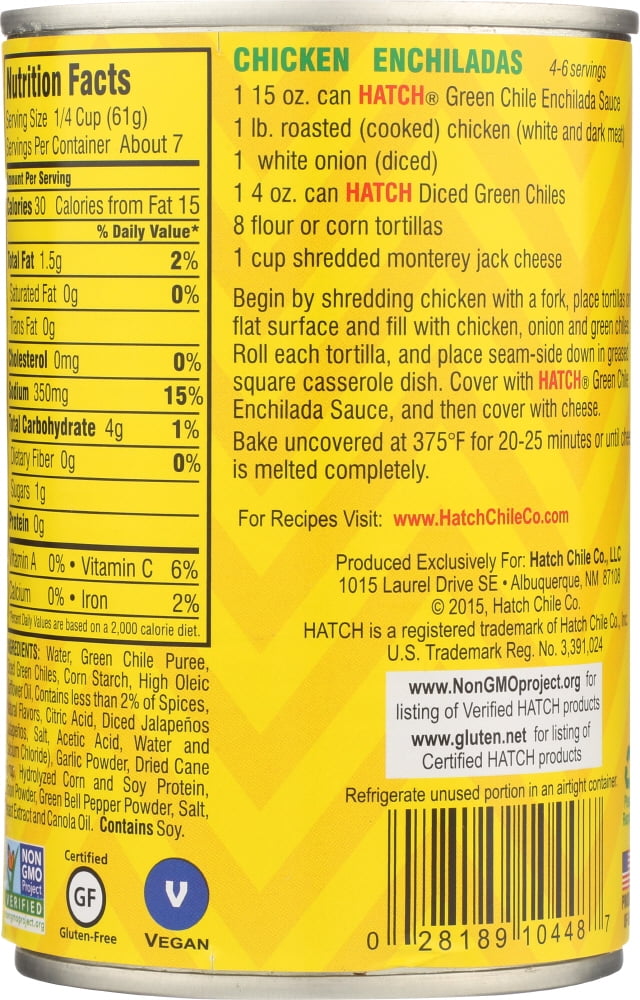 Nutrition Facts
Serving Size 1/4 Cup (61g)
Servings Per Container About 7
Amount Per Serving
Calories 30 Calories from Fat 15
% Daily Value*
Total Fat 1.5g 2%
Saturated Fat 0g 0%
Trans Fat 0g
Cholesterol 0mg 0%
Sodium 350mg 15%
Total Carbohydrate 4g 1%
Dietary Fiber 0g 0%
Sugars 1g
Protein 0g
Vitamin A 0% • Vitamin C 6%
Calcium 0% • Iron 2%
Percent Daily Values are based on a 2,000 calorie diet.
INGREDIENTS: Water, Green Chile Puree,
Green Chiles, Corn Starch, High Oleic
Oil, Contains less than 2% of Spices,
Flavors, Citric Acid, Diced Jalapeños
Salt, Acetic Acid, Water and
Chloride), Garlic Powder, Dried Cane
Hydrolyzed Corn and Soy Protein,
Powder, Green Bell Pepper Powder, Salt,
Extract and Canola Oil. Contains Soy.
NON
GMO
Project
VERIFIED
nongmoproject.org
Certified
GF
Gluten-Free
V
VEGAN
CHICKEN ENCHILADAS 4-6 servings
1 15 oz. can HATCH® Green Chile Enchilada Sauce
1 lb. roasted (cooked) chicken (white and dark meat)
1 white onion (diced)
1 4 oz. can HATCH Diced Green Chiles
8 flour or corn tortillas
1 cup shredded monterey jack cheese
Begin by shredding chicken with a fork, place tortillas on
flat surface and fill with chicken, onion and green chiles.
Roll each tortilla, and place seam-side down in greased
square casserole dish. Cover with HATCH® Green Chile
Enchilada Sauce, and then cover with cheese.
Bake uncovered at 375°F for 20-25 minutes or until
is melted completely.
For Recipes Visit: www.HatchChileCo.com
Produced Exclusively For: Hatch Chile Co., LLC
1015 Laurel Drive SE • Albuquerque, NM 87108
© 2015, Hatch Chile Co.
HATCH is a registered trademark of Hatch Chile Co., Inc.
U.S. Trademark Reg. No. 3,391,024
www.NonGMOproject.org for
listing of Verified HATCH products
www.gluten.net for listing of
Certified HATCH products
Refrigerate unused portion in an airtight container.
0 28189 10448 7